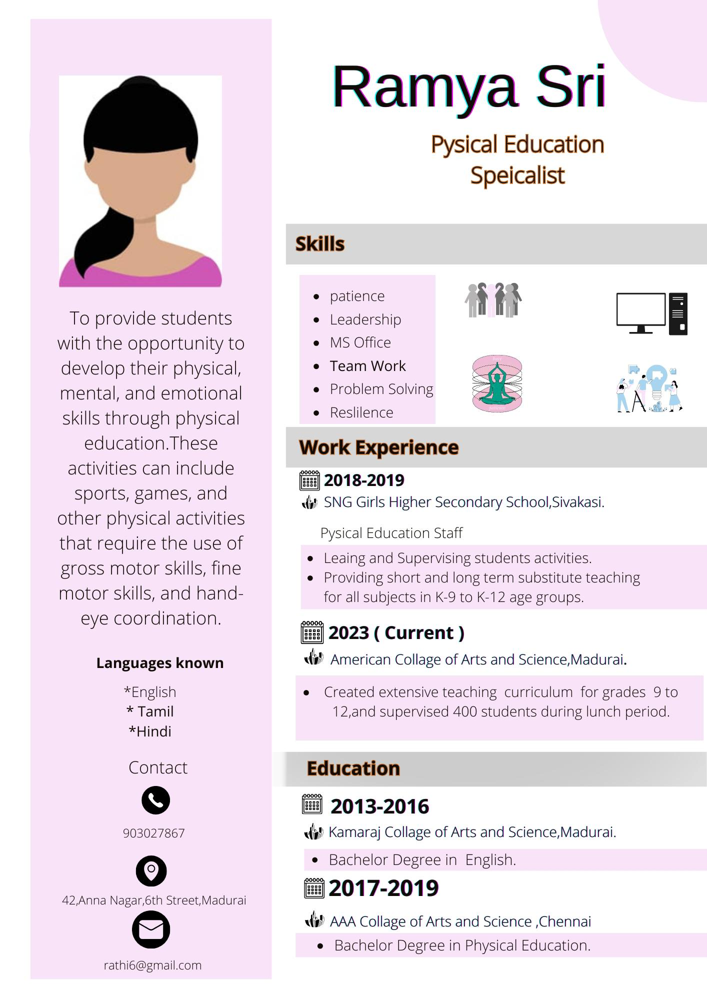 Ramya Sri
Pysical Education
Speicalist
To provide students
with the opportunity to
develop their physical,
mental, and emotional
skills through physical
education.These
activities can include
sports, games, and
other physical activities
that require the use of
gross motor skills, fine
motor skills, and hand-
eye coordination.
Languages known
*English
* Tamil
*Hindi
Contact
903027867
42,Anna Nagar,6th Street,Madurai
rathi6@gmail.com
Skills
• patience
• Leadership
• MS Office
• Team Work
• Problem Solving
• Reslilence
force
patience
Work Experience
2018-2019
SNG Girls Higher Secondary School,Sivakasi.
Pysical Education Staff
• Leaing and Supervising students activities.
• Providing short and long term substitute teaching
for all subjects in K-9 to K-12 age groups.
2023 ( Current )
American Collage of Arts and Science,Madurai.
• Created extensive teaching curriculum for grades 9 to
12,and supervised 400 students during lunch period.
Education
2013-2016
Kamaraj Collage of Arts and Science,Madurai.
• Bachelor Degree in English.
2017-2019
AAA Collage of Arts and Science ,Chennai
• Bachelor Degree in Physical Education.